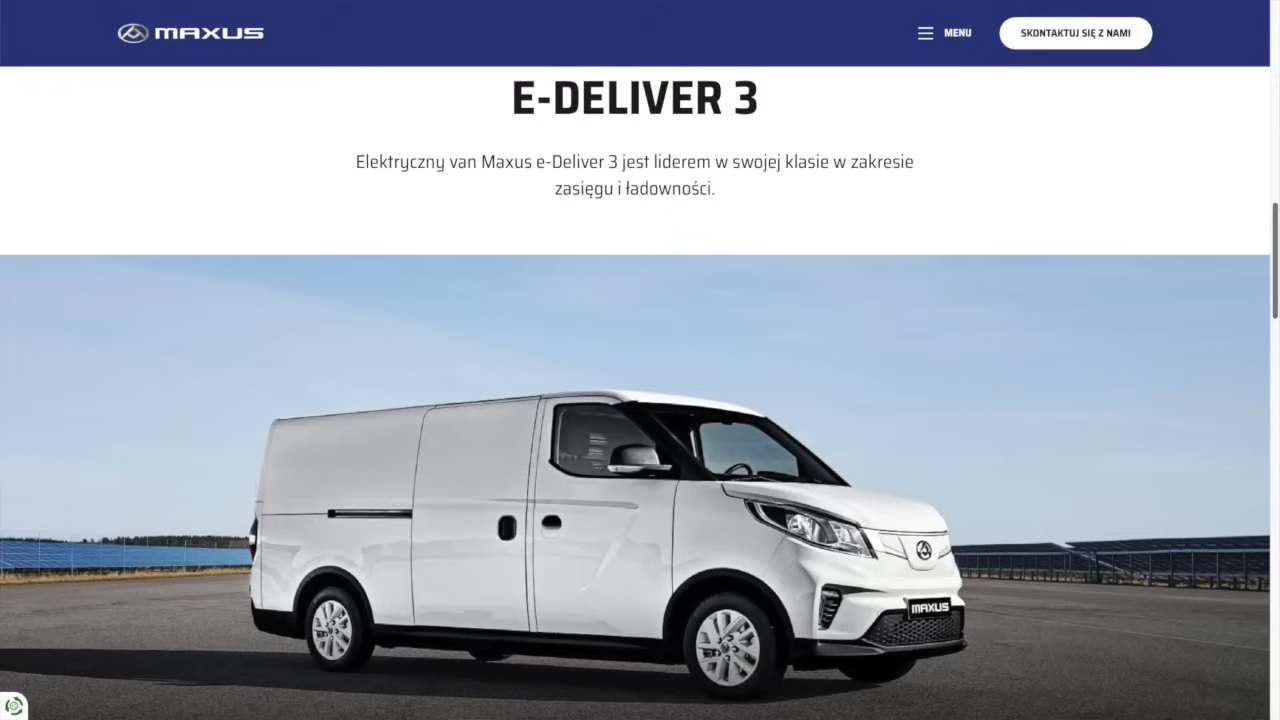 MAXUS
MENU
SKONTAKTUJ SIĘ Z NAMI
E-DELIVER 3
Elektryczny van Maxus e-Deliver 3 jest liderem w swojej klasie w zakresie
zasięgu i ładowności.
MAXUS